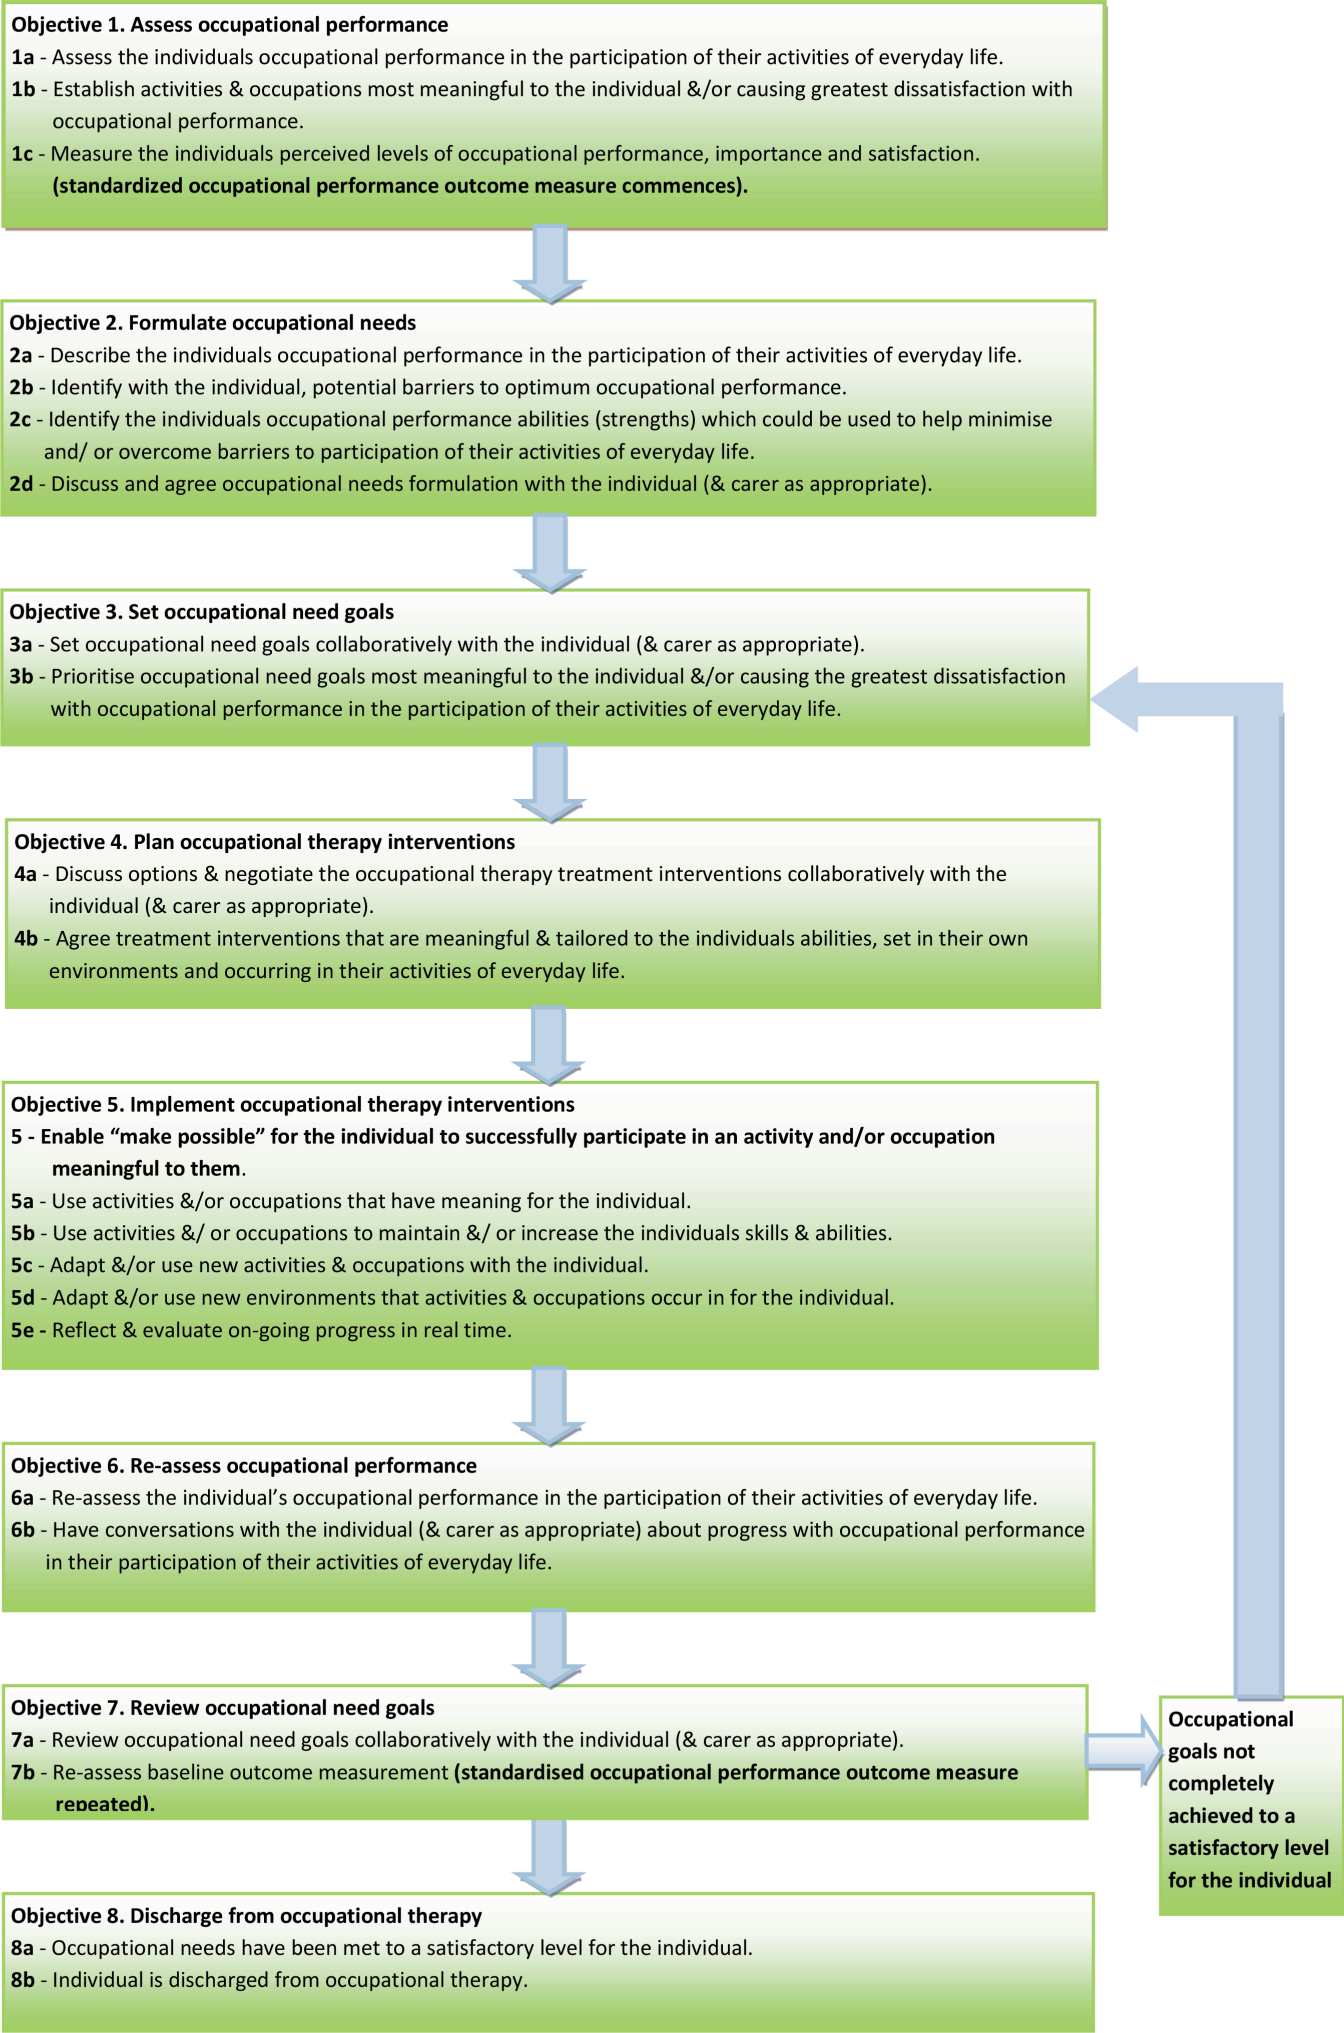 Objective 1. Assess occupational performance
1a - Assess the individuals occupational performance in the participation of their activities of everyday life.
1b - Establish activities & occupations most meaningful to the individual &/or causing greatest dissatisfaction with
occupational performance.
1c - Measure the individuals perceived levels of occupational performance, importance and satisfaction.
(standardized occupational performance outcome measure commences).
Objective 2. Formulate occupational needs
2a - Describe the individuals occupational performance in the participation of their activities of everyday life.
2b - Identify with the individual, potential barriers to optimum occupational performance.
2c - Identify the individuals occupational performance abilities (strengths) which could be used to help minimise
and/ or overcome barriers to participation of their activities of everyday life.
2d - Discuss and agree occupational needs formulation with the individual (& carer as appropriate).
Objective 3. Set occupational need goals
3a - Set occupational need goals collaboratively with the individual (& carer as appropriate).
3b - Prioritise occupational need goals most meaningful to the individual &/or causing the greatest dissatisfaction
with occupational performance in the participation of their activities of everyday life.
Objective 4. Plan occupational therapy interventions
4a - Discuss options & negotiate the occupational therapy treatment interventions collaboratively with the
individual (& carer as appropriate).
4b - Agree treatment interventions that are meaningful & tailored to the individuals abilities, set in their own
environments and occurring in their activities of everyday life.
Objective 5. Implement occupational therapy interventions
5 - Enable “make possible” for the individual to successfully participate in an activity and/or occupation
meaningful to them.
5a - Use activities &/or occupations that have meaning for the individual.
5b - Use activities &/ or occupations to maintain &/ or increase the individuals skills & abilities.
5c - Adapt &/or use new activities & occupations with the individual.
5d - Adapt &/or use new environments that activities & occupations occur in for the individual.
5e - Reflect & evaluate on-going progress in real time.
Objective 6. Re-assess occupational performance
6a - Re-assess the individual’s occupational performance in the participation of their activities of everyday life.
6b - Have conversations with the individual (& carer as appropriate) about progress with occupational performance
in their participation of their activities of everyday life.
Objective 7. Review occupational need goals
7a - Review occupational need goals collaboratively with the individual (& carer as appropriate).
7b - Re-assess baseline outcome measurement (standardised occupational performance outcome measure
repeated).
Occupational
goals not
completely
achieved to a
satisfactory level
for the individual
Objective 8. Discharge from occupational therapy
8a - Occupational needs have been met to a satisfactory level for the individual.
8b - Individual is discharged from occupational therapy.